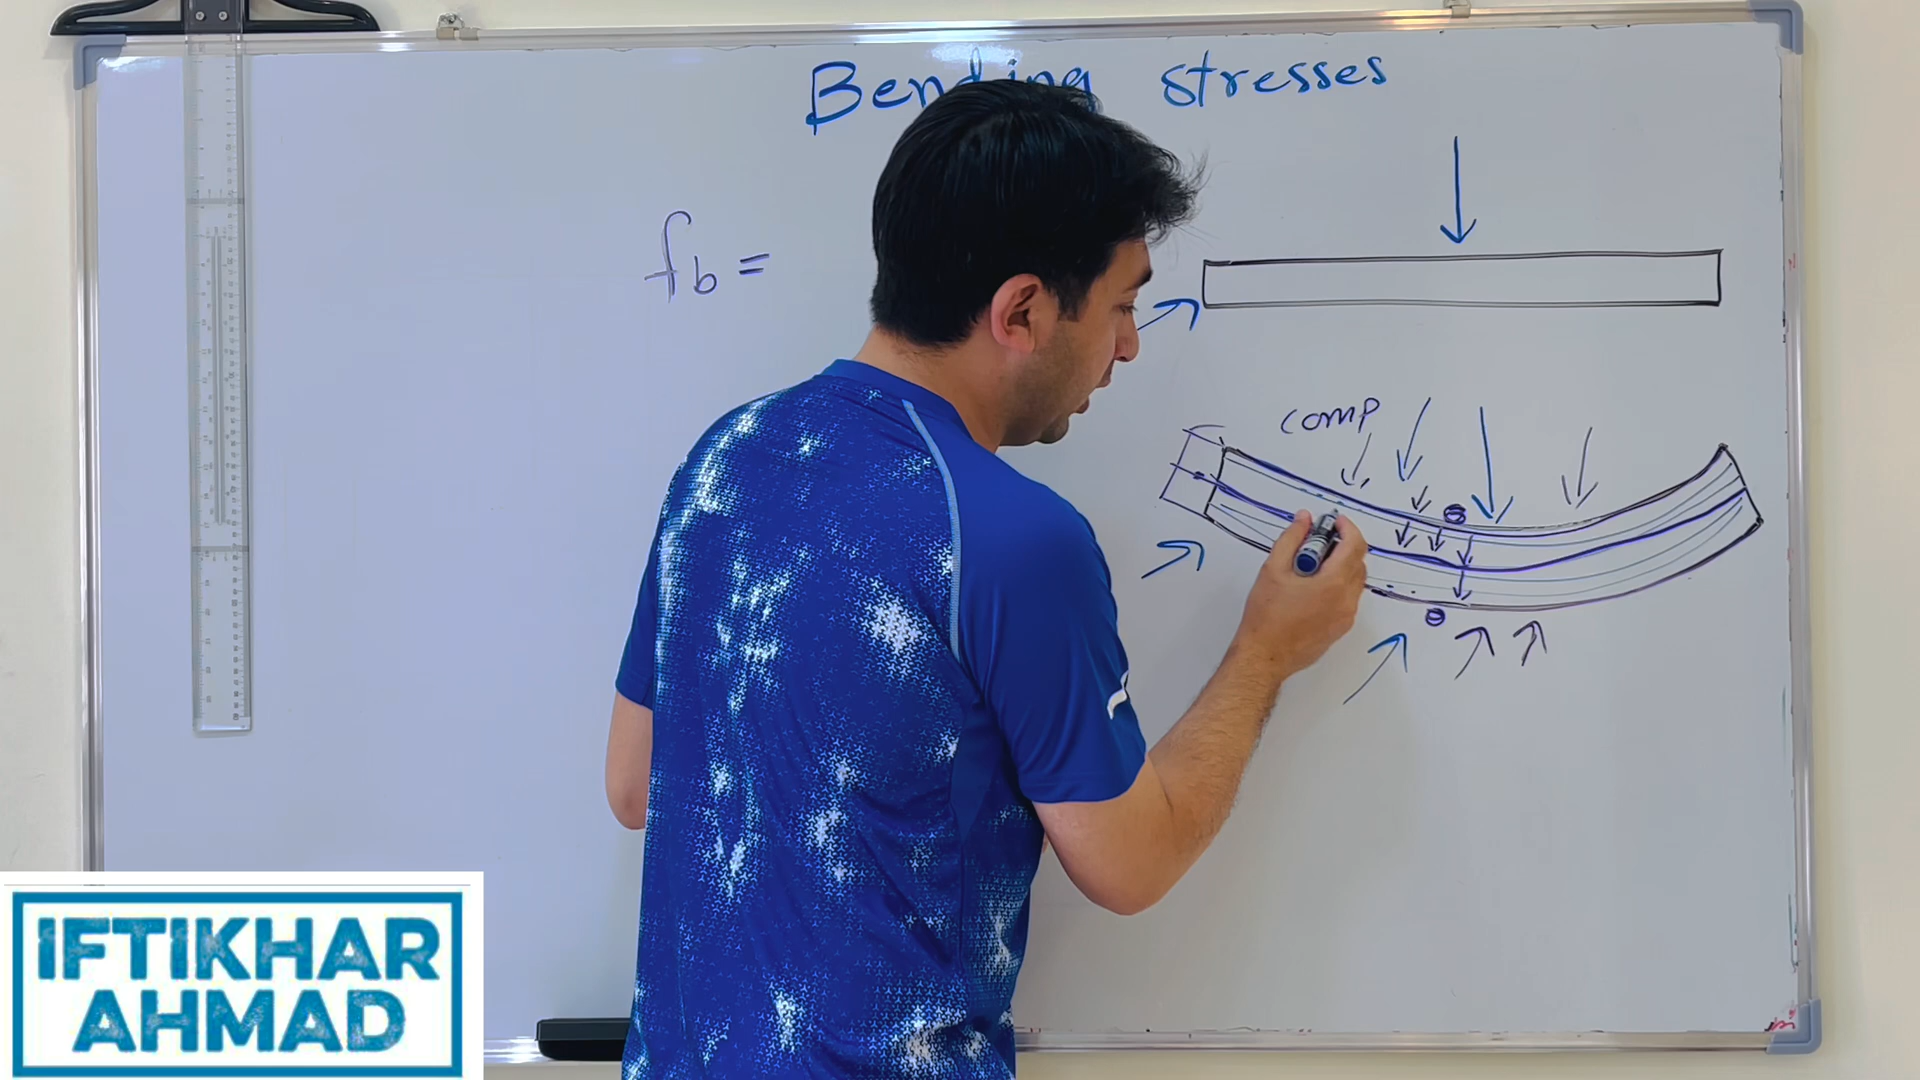 Bending stresses
fb =
comp
IFTIKHAR
AHMAD